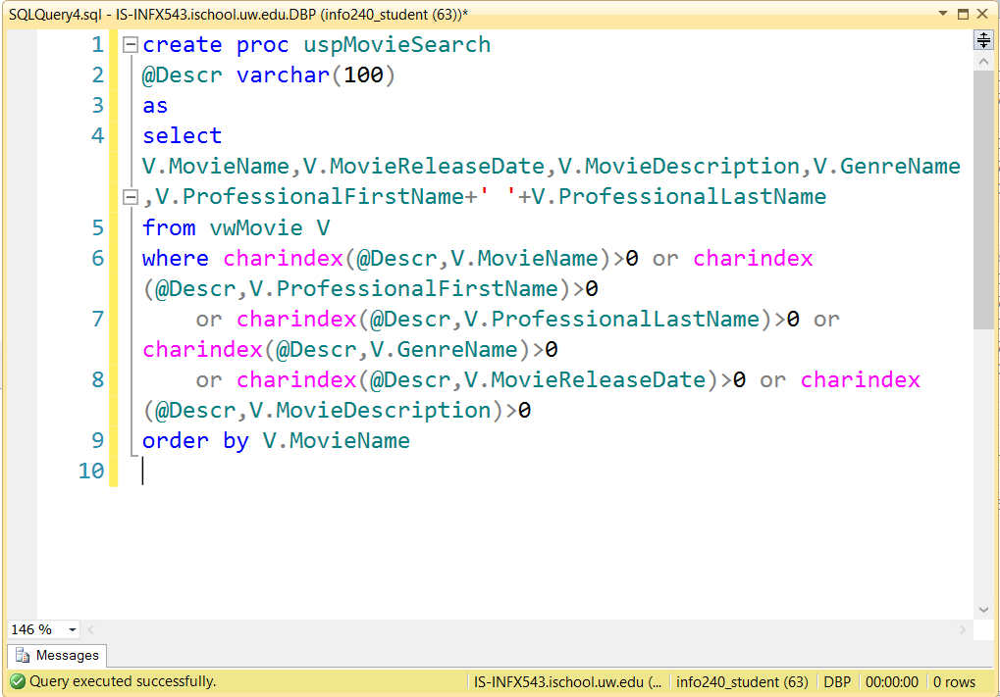 SQLQuery4.sql - IS-INFX543.ischool.uw.edu.DBP (info240_student (63))*
1 create proc uspMovieSearch
2 @Descr varchar(100)
3 as
4 select
V.MovieName,V.MovieReleaseDate,V.MovieDescription,V.GenreName
,V.ProfessionalFirstName+' '+V.ProfessionalLastName
5 from vwMovie V
6 where charindex(@Descr,V.MovieName)>0 or charindex
(@Descr,V.ProfessionalFirstName)>0
7     or charindex(@Descr,V.ProfessionalLastName)>0 or
charindex(@Descr,V.GenreName)>0
8     or charindex(@Descr,V.MovieReleaseDate)>0 or charindex
(@Descr,V.MovieDescription)>0
9 order by V.MovieName
10
146 %
Messages
Query executed successfully. IS-INFX543.ischool.uw.edu (... info240_student (63) DBP 00:00:00 0 rows